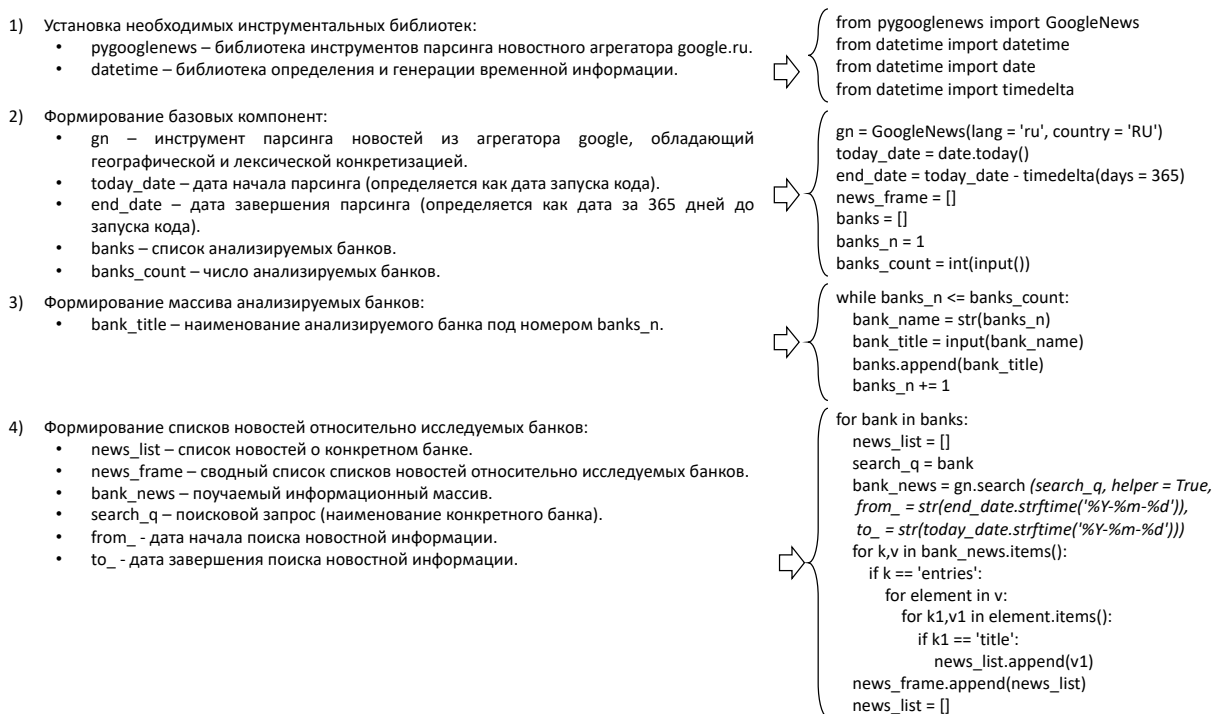 1) Установка необходимых инструментальных библиотек:
• pygooglenews – библиотека инструментов парсинга новостного агрегатора google.ru.
• datetime – библиотека определения и генерации временной информации.
from pygooglenews import GoogleNews
from datetime import datetime
from datetime import date
from datetime import timedelta
2) Формирование базовых компонент:
• gn – инструмент парсинга новостей из агрегатора google, обладающий
географической и лексической конкретизацией.
• today_date – дата начала парсинга (определяется как дата запуска кода).
• end_date – дата завершения парсинга (определяется как дата за 365 дней до
запуска кода).
• banks – список анализируемых банков.
• banks_count – число анализируемых банков.
gn = GoogleNews(lang = 'ru', country = 'RU')
today_date = date.today()
end_date = today_date - timedelta(days = 365)
news_frame = []
banks = []
banks_n = 1
banks_count = int(input())
3) Формирование массива анализируемых банков:
• bank_title – наименование анализируемого банка под номером banks_n.
while banks_n <= banks_count:
bank_name = str(banks_n)
bank_title = input(bank_name)
banks.append(bank_title)
banks_n += 1
4) Формирование списков новостей относительно исследуемых банков:
• news_list – список новостей о конкретном банке.
• news_frame – сводный список списков новостей относительно исследуемых банков.
• bank_news – поучаемый информационный массив.
• search_q – поисковой запрос (наименование конкретного банка).
• from_ - дата начала поиска новостной информации.
• to_ - дата завершения поиска новостной информации.
for bank in banks:
news_list = []
search_q = bank
bank_news = gn.search (search_q, helper = True,
from_ = str(end_date.strftime('%Y-%m-%d')),
to_ = str(today_date.strftime('%Y-%m-%d')))
for k,v in bank_news.items():
if k == 'entries':
for element in v:
for k1,v1 in element.items():
if k1 == 'title':
news_list.append(v1)
news_frame.append(news_list)
news_list = []